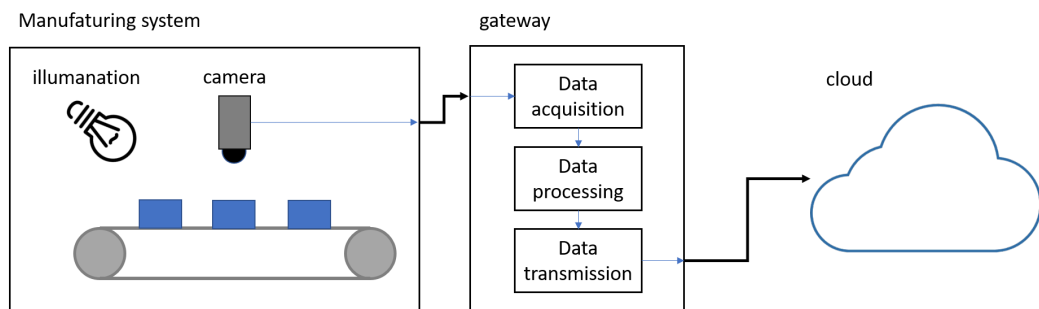 Manufaturing system
gateway
illumanation
camera
cloud
Data
acquisition
Data
processing
Data
transmission